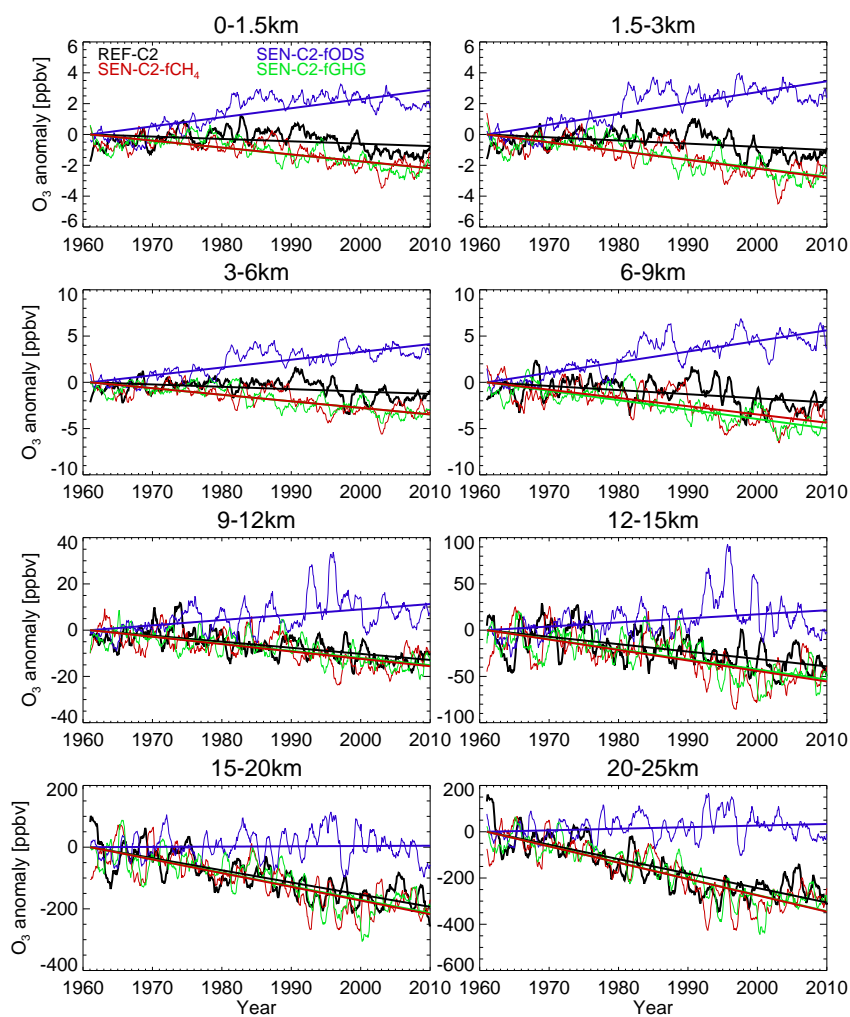 0-1.5km 1.5-3km
REF-C2 SEN-C2-fODS
SEN-C2-fCH₄ SEN-C2-fGHG
O₃ anomaly [ppbv]
6 6
4 4
2 2
0 0
-2 -2
-4 -4
-6 -6
1960 1970 1980 1990 2000 2010 1960 1970 1980 1990 2000 2010
3-6km 6-9km
O₃ anomaly [ppbv]
10 10
5 5
0 0
-5 -5
-10 -10
1960 1970 1980 1990 2000 2010 1960 1970 1980 1990 2000 2010
9-12km 12-15km
O₃ anomaly [ppbv]
40 100
20 50
0 0
-20 -50
-40 -100
1960 1970 1980 1990 2000 2010 1960 1970 1980 1990 2000 2010
15-20km 20-25km
O₃ anomaly [ppbv]
200 400
200
0 0
-200 -200
-400
-400 -600
1960 1970 1980 1990 2000 2010 1960 1970 1980 1990 2000 2010
Year Year